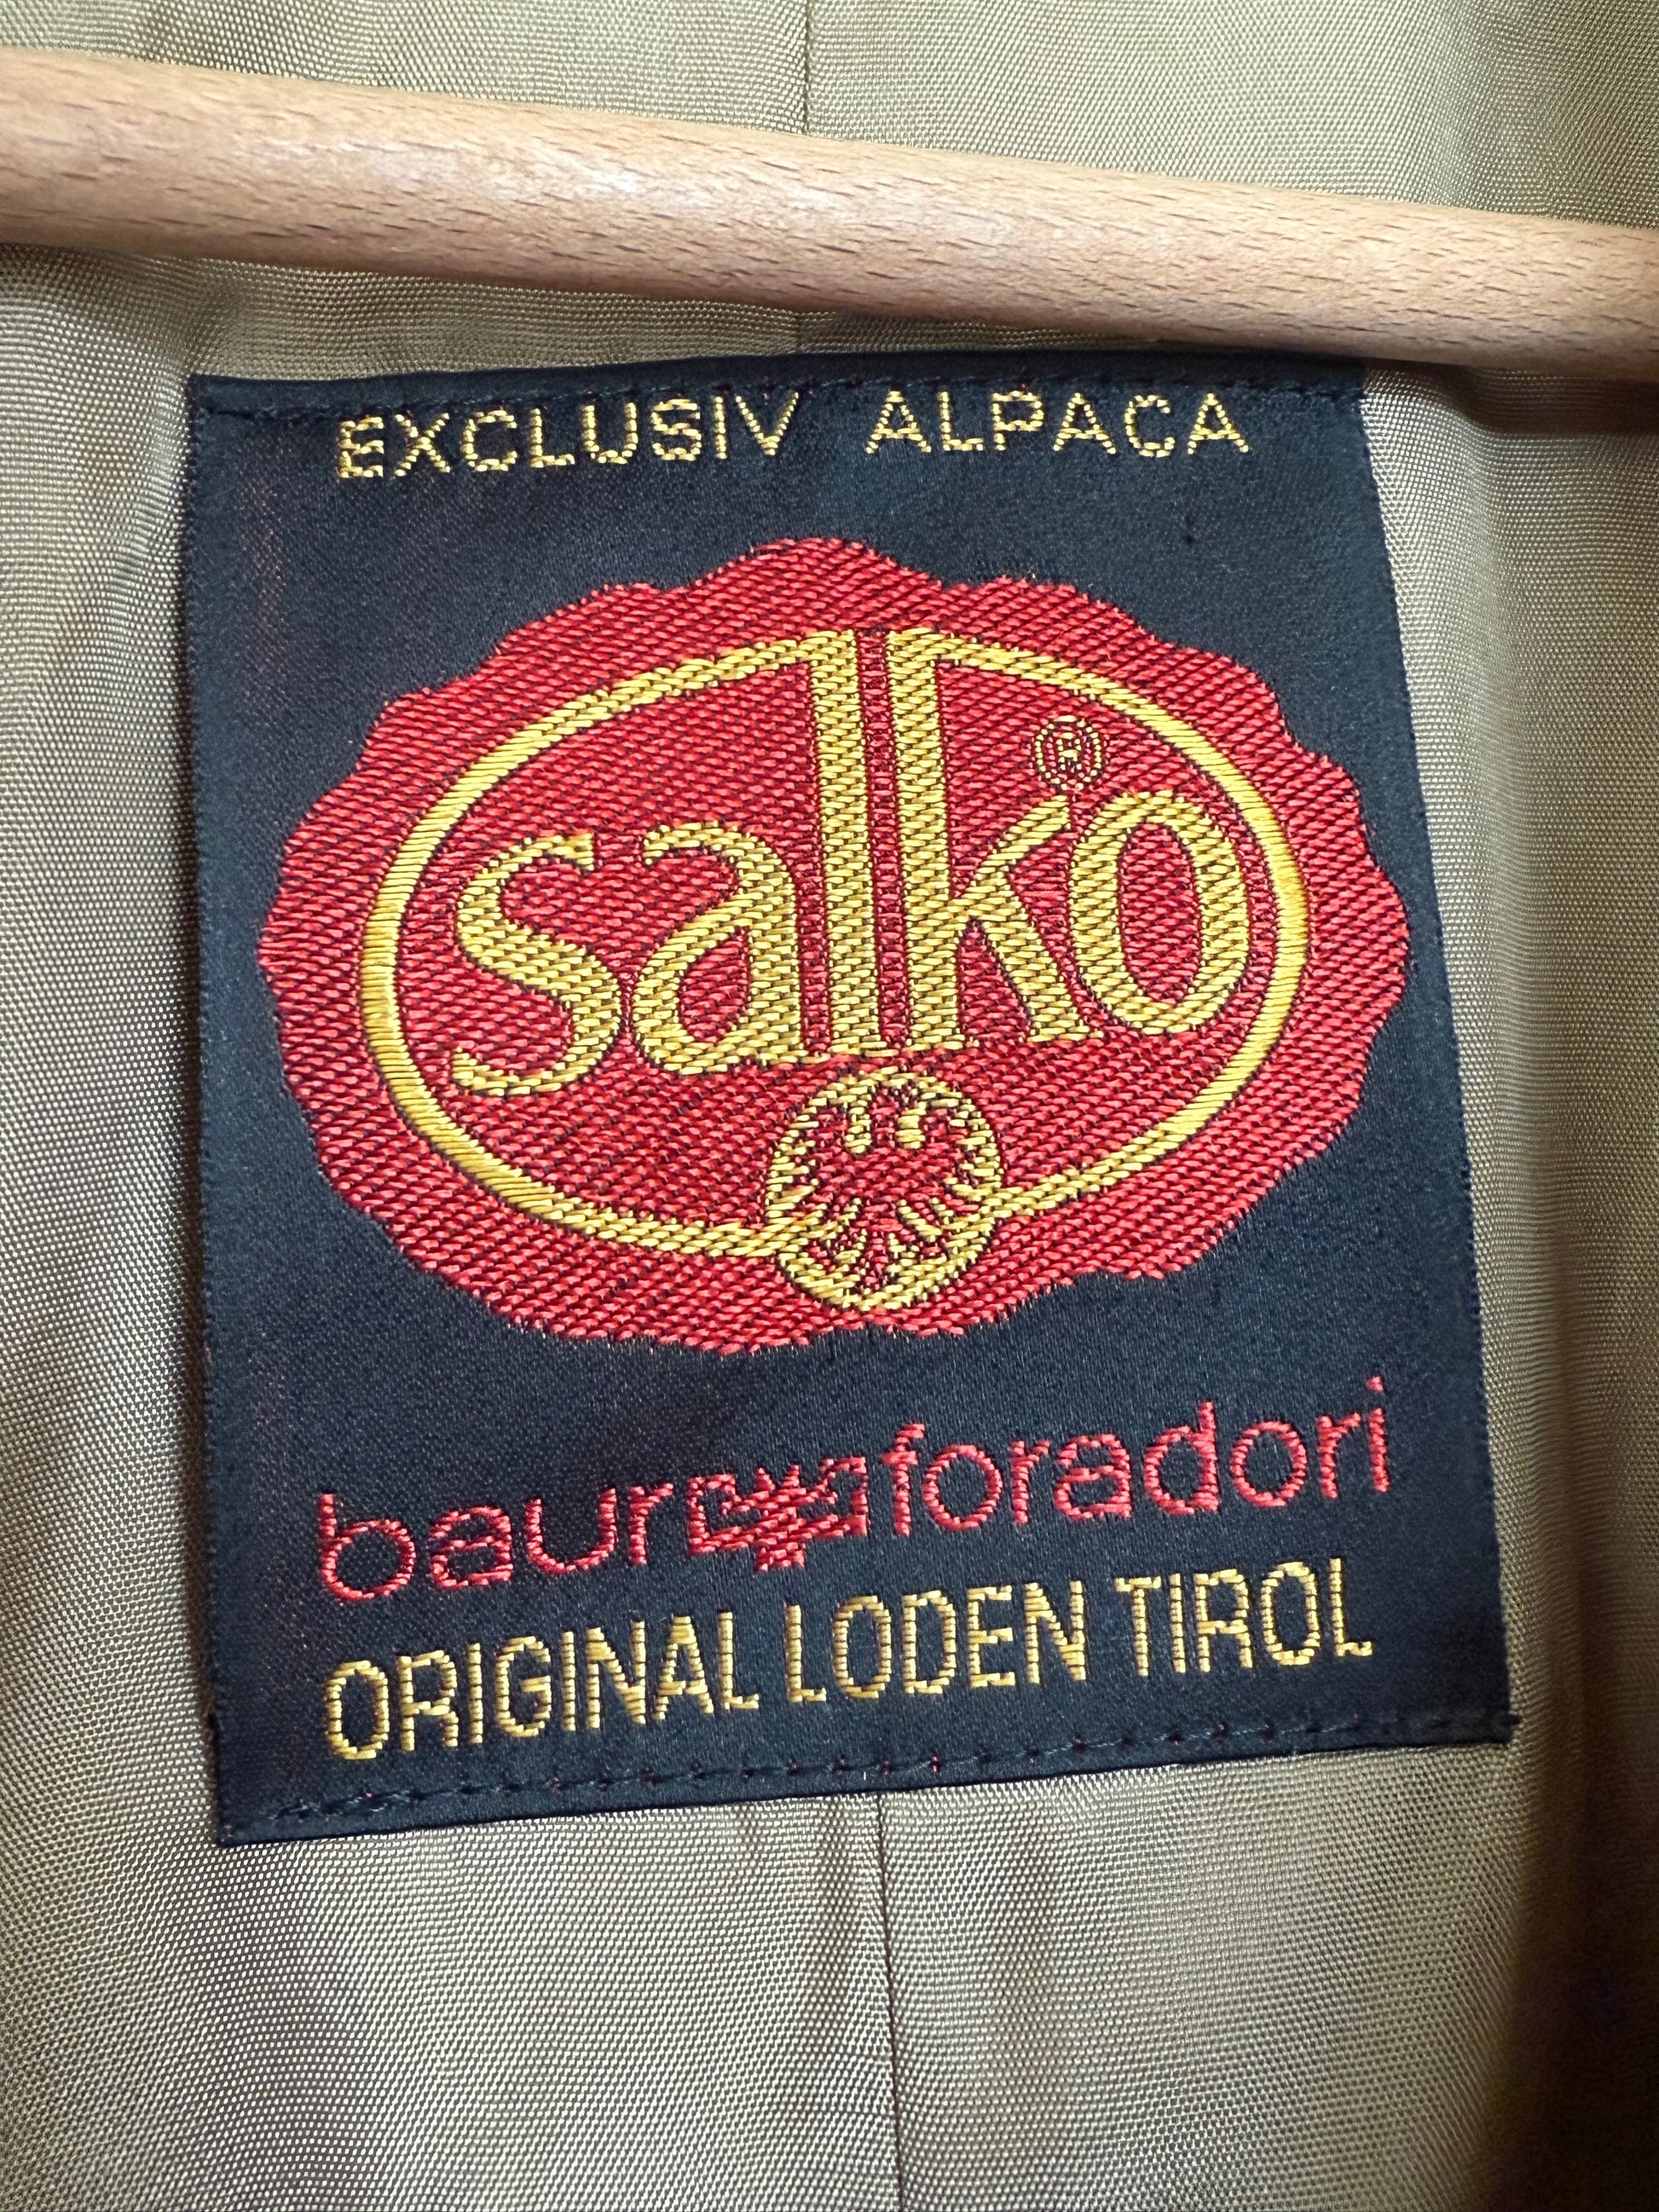 EXCLUSIV ALPACA
salko®
baur foradori
ORIGINAL LODEN TIROL